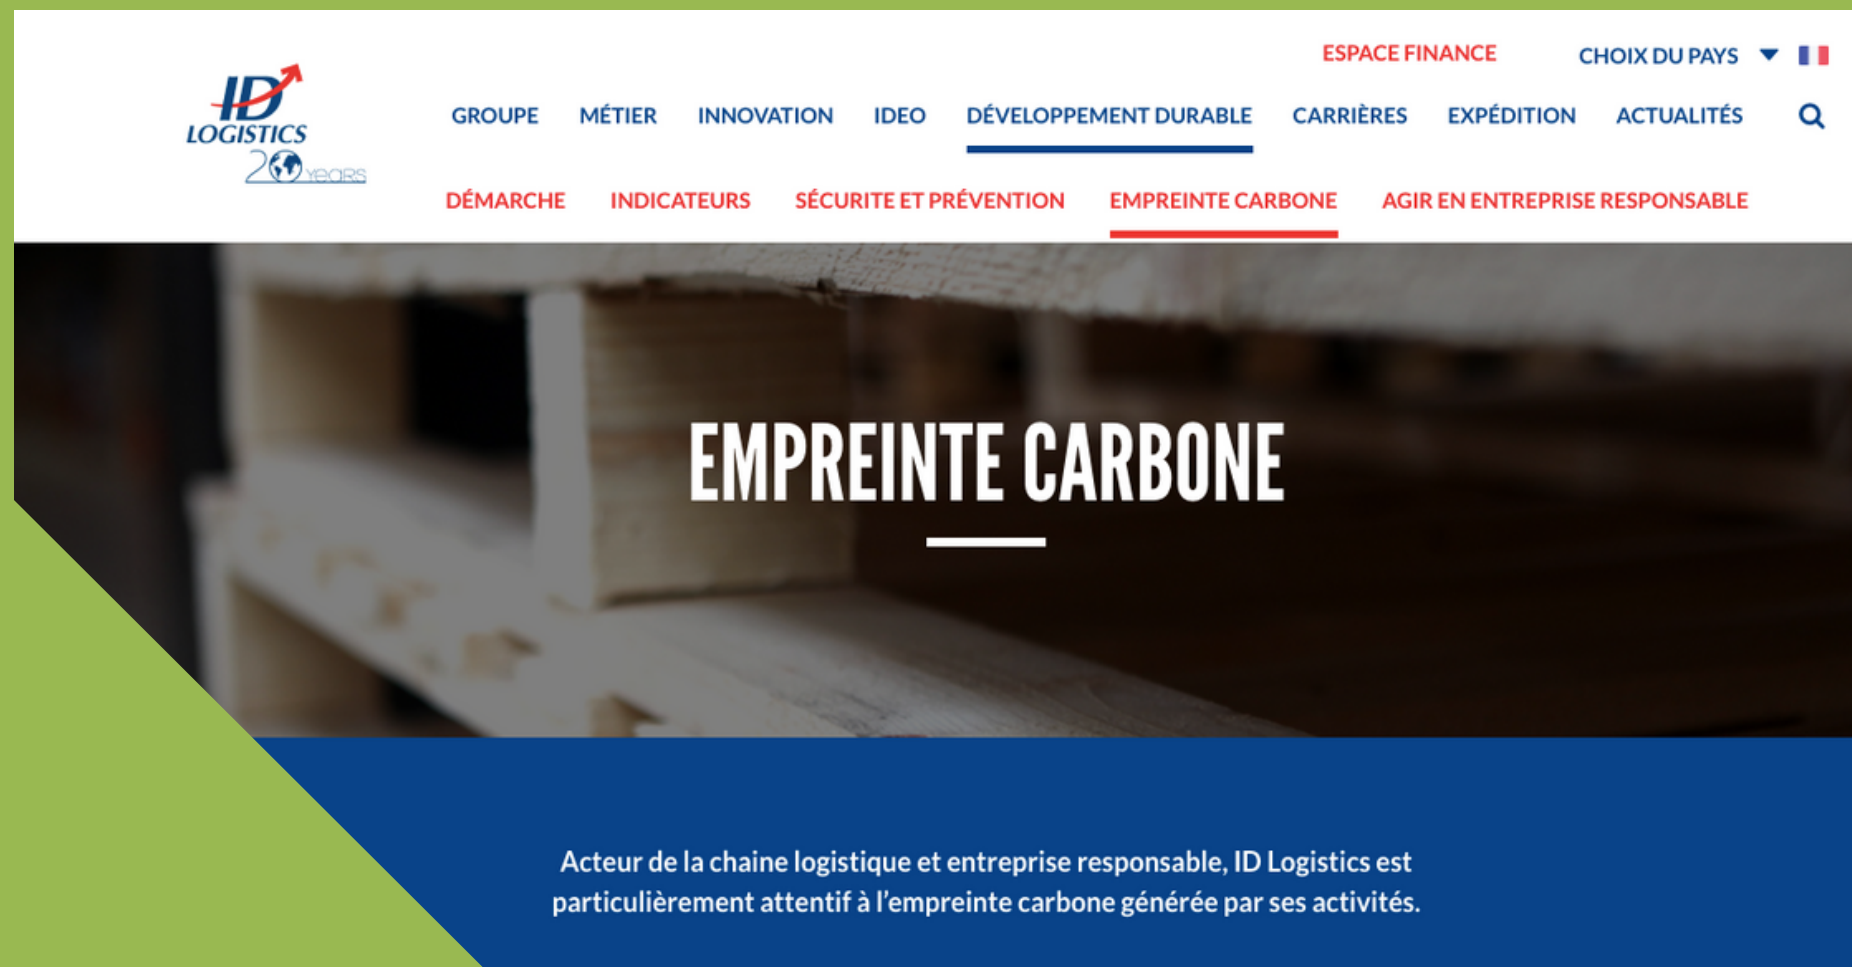 ESPACE FINANCE CHOIX DU PAYS
ID
LOGISTICS
20 years
GROUPE MÉTIER INNOVATION IDEO DÉVELOPPEMENT DURABLE CARRIÈRES EXPÉDITION ACTUALITÉS
DÉMARCHE INDICATEURS SÉCURITE ET PRÉVENTION EMPREINTE CARBONE AGIR EN ENTREPRISE RESPONSABLE
EMPREINTE CARBONE
Acteur de la chaine logistique et entreprise responsable, ID Logistics est
particulièrement attentif à l’empreinte carbone générée par ses activités.